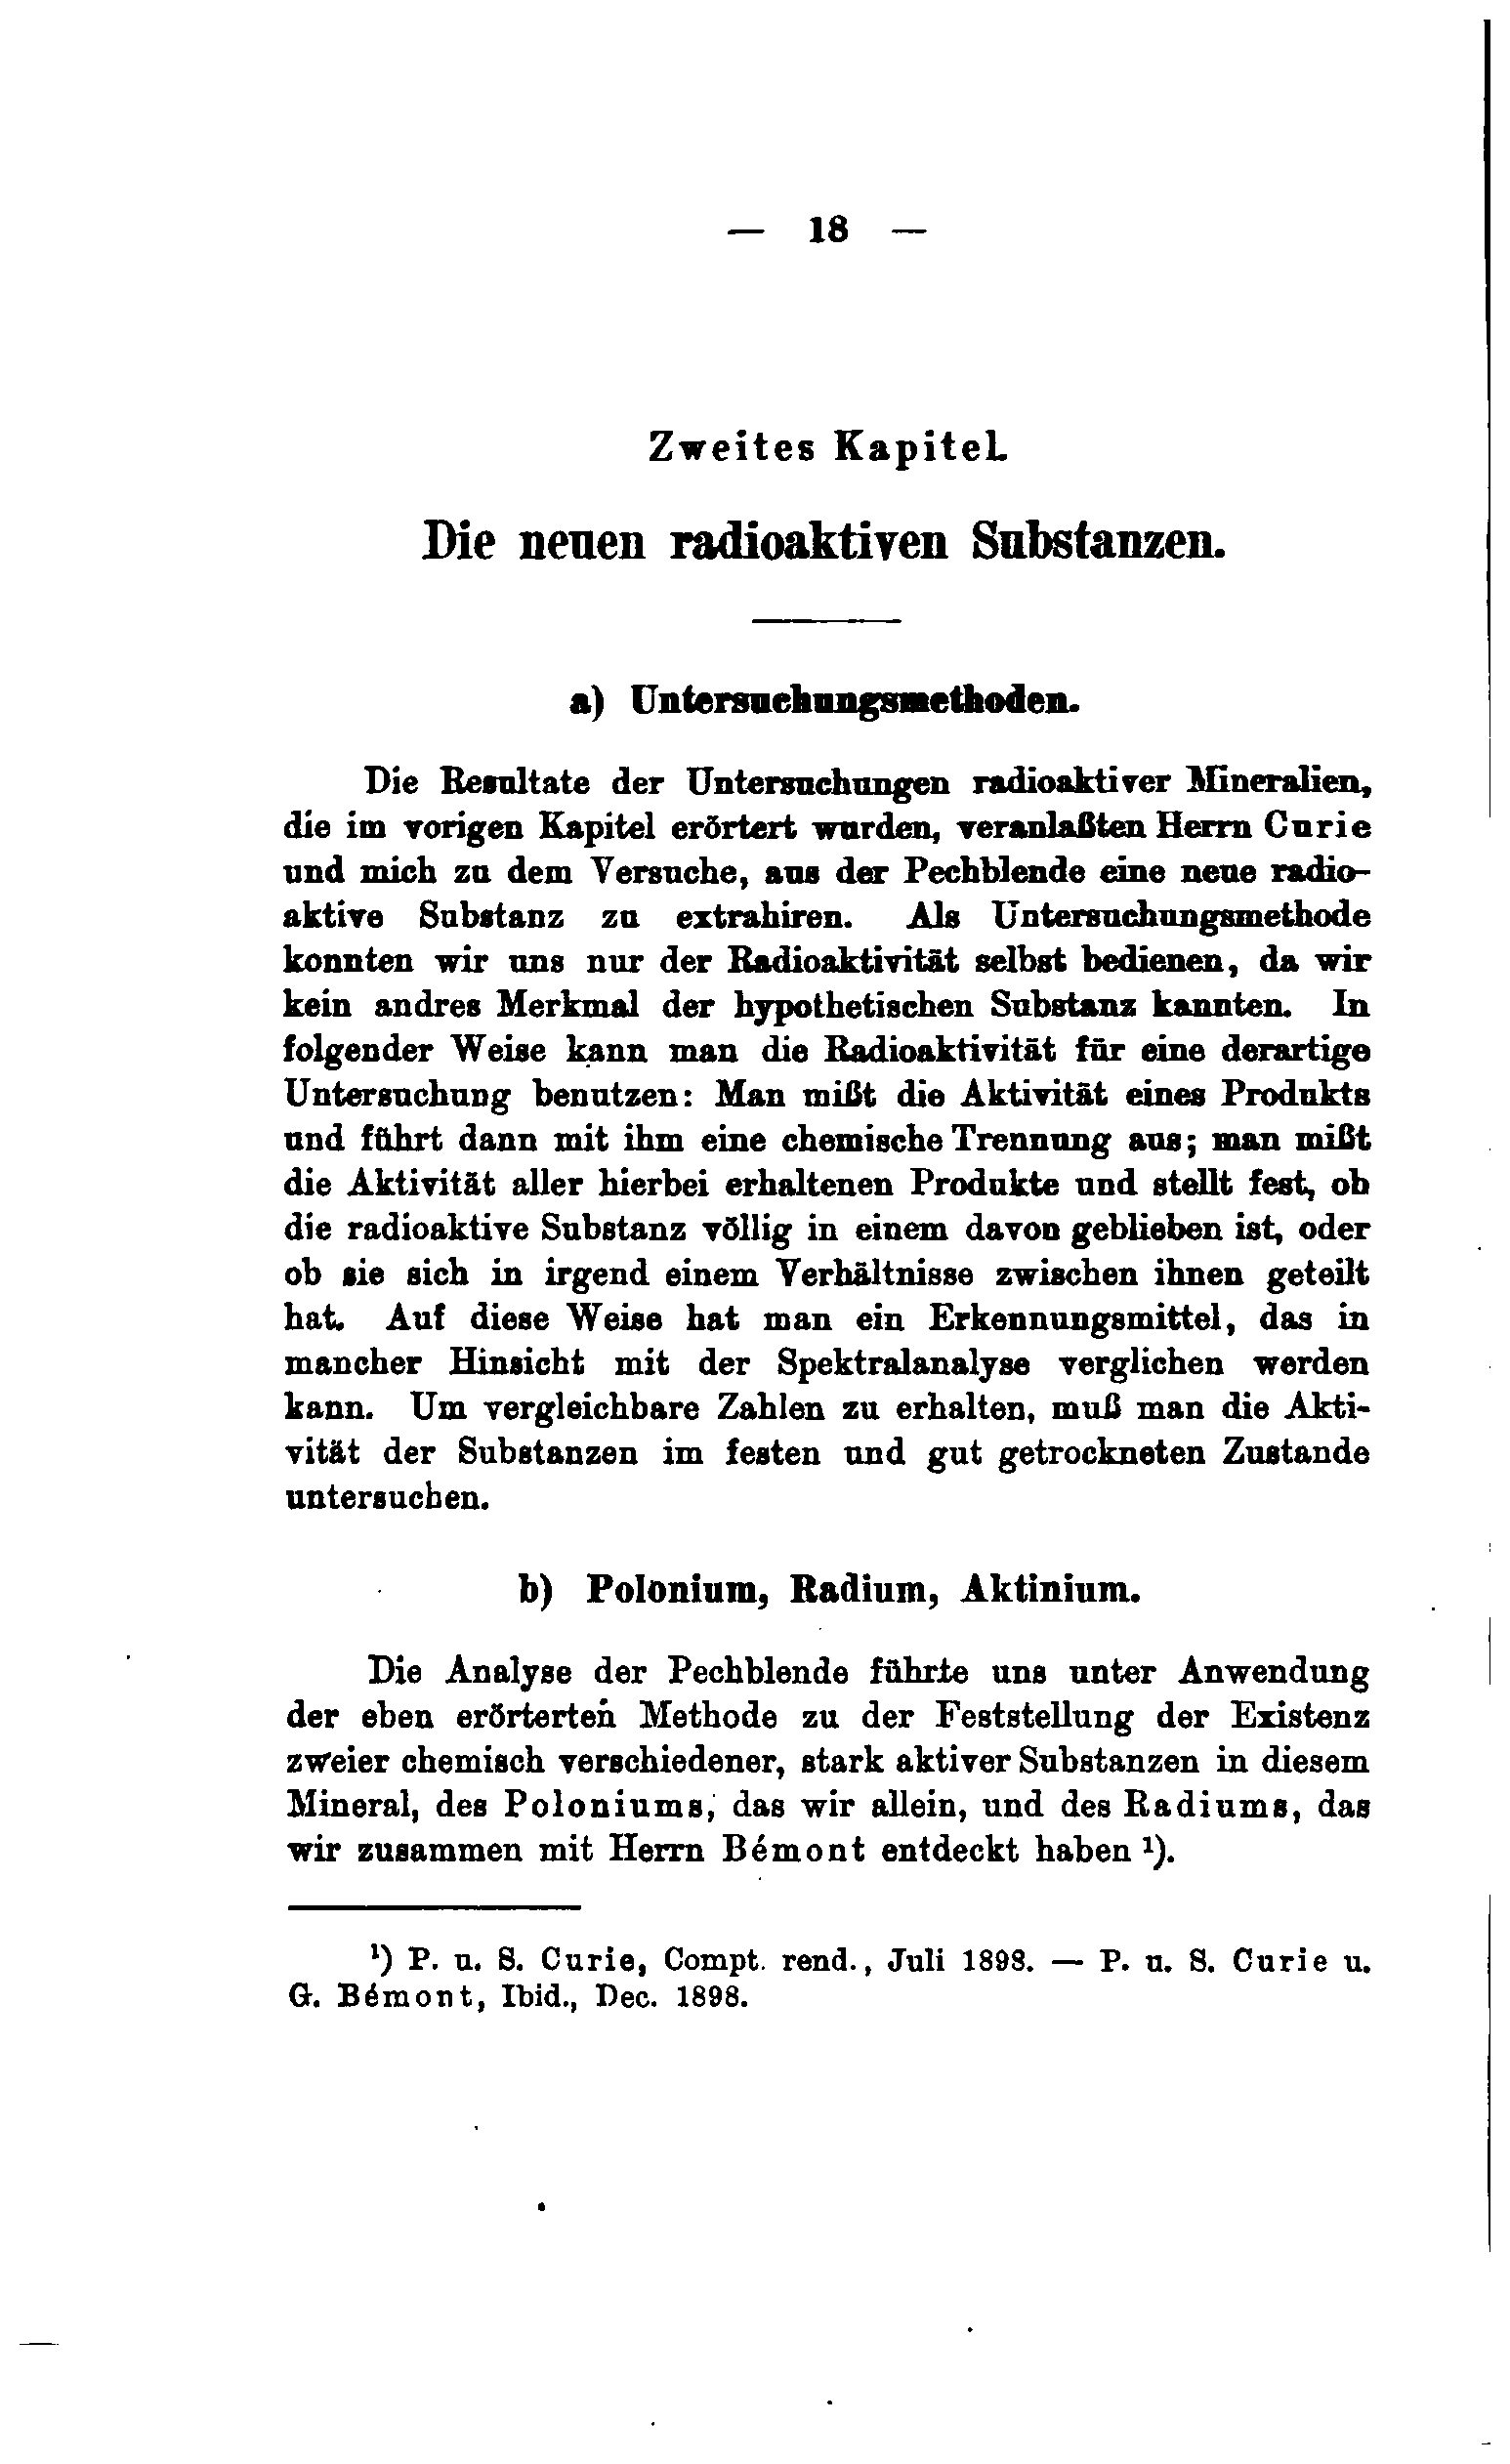 — 18 —
Zweites Kapitel.
Die neuen radioaktiven Substanzen.
a) Untersuchungsmethoden.
Die Resultate der Untersuchungen radioaktiver Mineralien,
die im vorigen Kapitel erörtert wurden, veranlaßten Herrn Curie
und mich zu dem Versuche, aus der Pechblende eine neue radio-
aktive Substanz zu extrahiren. Als Untersuchungsmethode
konnten wir uns nur der Radioaktivität selbst bedienen, da wir
kein andres Merkmal der hypothetischen Substanz kannten. In
folgender Weise kann man die Radioaktivität für eine derartige
Untersuchung benutzen: Man mißt die Aktivität eines Produkts
und führt dann mit ihm eine chemische Trennung aus; man mißt
die Aktivität aller hierbei erhaltenen Produkte und stellt fest, ob
die radioaktive Substanz völlig in einem davon geblieben ist, oder
ob sie sich in irgend einem Verhältnisse zwischen ihnen geteilt
hat. Auf diese Weise hat man ein Erkennungsmittel, das in
mancher Hinsicht mit der Spektralanalyse verglichen werden
kann. Um vergleichbare Zahlen zu erhalten, muß man die Akti-
vität der Substanzen im festen und gut getrockneten Zustande
untersuchen.
b) Polonium, Radium, Aktinium.
Die Analyse der Pechblende führte uns unter Anwendung
der eben erörterten Methode zu der Feststellung der Existenz
zweier chemisch verschiedener, stark aktiver Substanzen in diesem
Mineral, des Poloniums, das wir allein, und des Radiums, das
wir zusammen mit Herrn Bémont entdeckt haben ¹).
¹) P. u. S. Curie, Compt. rend., Juli 1898. — P. u. S. Curie u.
G. Bémont, Ibid., Dec. 1898.